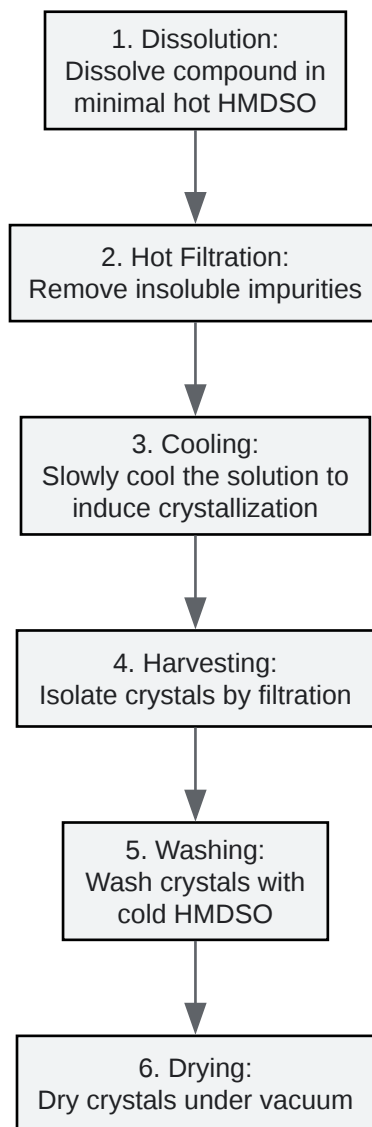 1. Dissolution:
Dissolve compound in
minimal hot HMDSO
2. Hot Filtration:
Remove insoluble impurities
3. Cooling:
Slowly cool the solution to
induce crystallization
4. Harvesting:
Isolate crystals by filtration
5. Washing:
Wash crystals with
cold HMDSO
6. Drying:
Dry crystals under vacuum